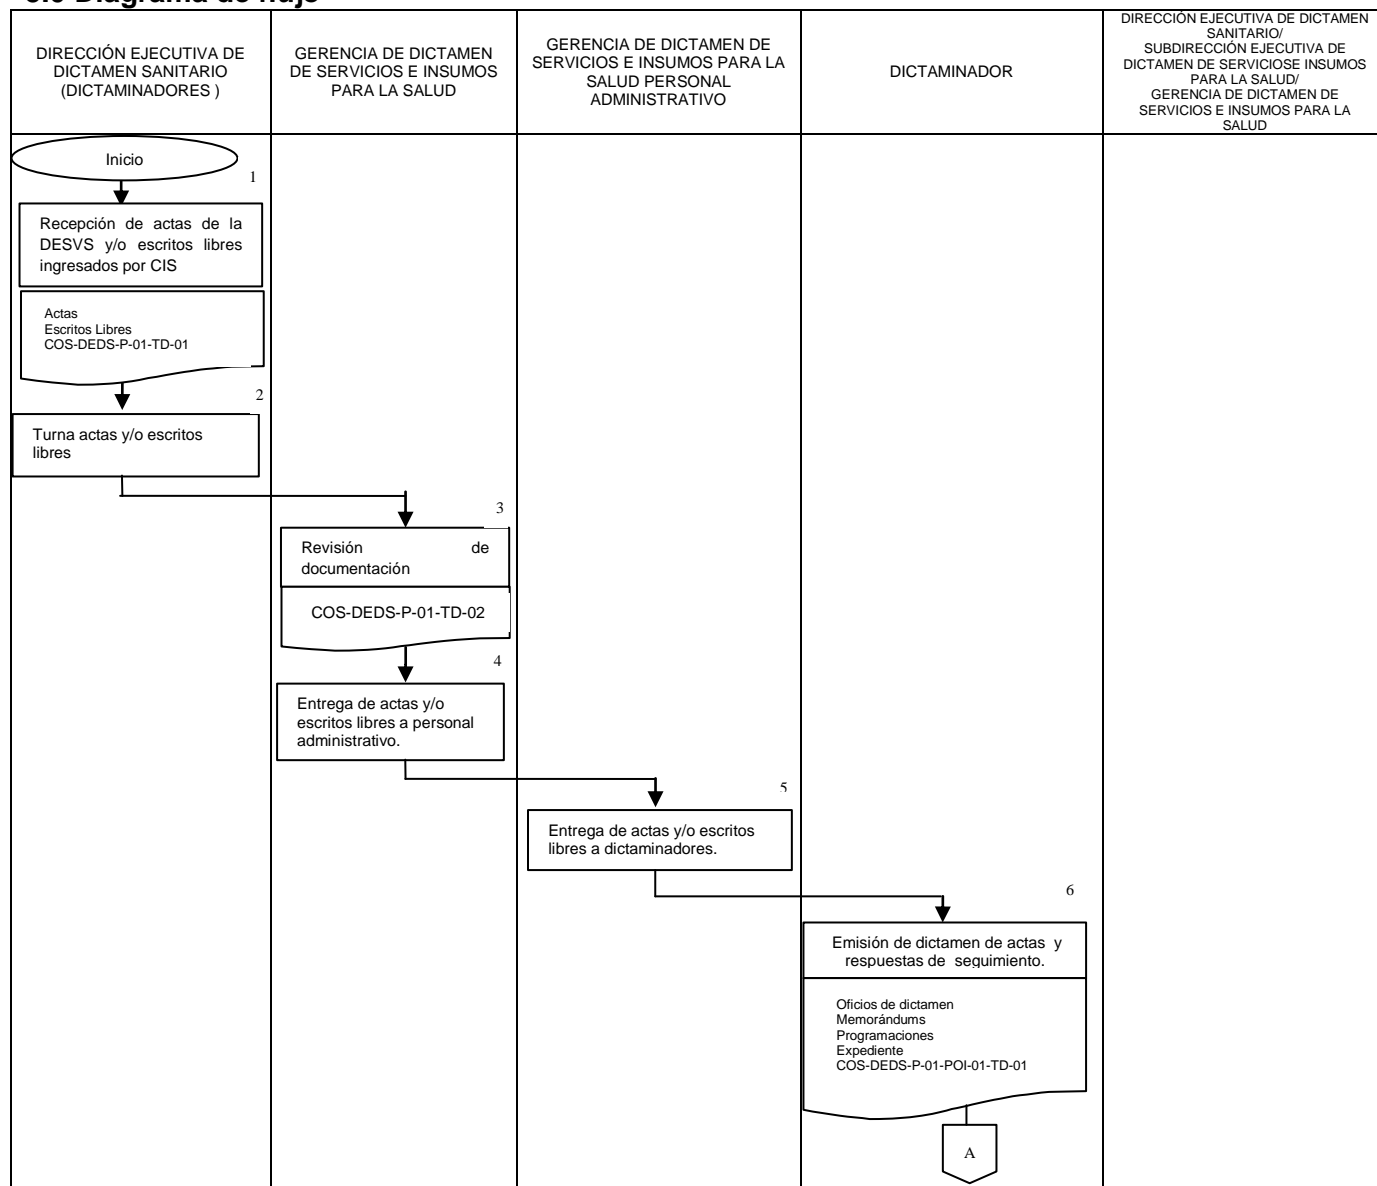 Diagrama de flujo
DIRECCIÓN EJECUTIVA DE
DICTAMEN SANITARIO
(DICTAMINADORES )
GERENCIA DE DICTAMEN
DE SERVICIOS E INSUMOS
PARA LA SALUD
GERENCIA DE DICTAMEN DE
SERVICIOS E INSUMOS PARA LA
SALUD PERSONAL
ADMINISTRATIVO
DICTAMINADOR
DIRECCIÓN EJECUTIVA DE DICTAMEN
SANITARIO/
SUBDIRECCIÓN EJECUTIVA DE
DICTAMEN DE SERVICIOSE INSUMOS
PARA LA SALUD/
GERENCIA DE DICTAMEN DE
SERVICIOS E INSUMOS PARA LA
SALUD
Inicio
1
Recepción de actas de la
DESVS y/o escritos libres
ingresados por CIS
Actas
Escritos Libres
COS-DEDS-P-01-TD-01
2
Turna actas y/o escritos
libres
3
Revisión de
documentación
COS-DEDS-P-01-TD-02
4
Entrega de actas y/o
escritos libres a personal
administrativo.
5
Entrega de actas y/o escritos
libres a dictaminadores.
6
Emisión de dictamen de actas y
respuestas de seguimiento.
Oficios de dictamen
Memorándums
Programaciones
Expediente
COS-DEDS-P-01-POI-01-TD-01
A